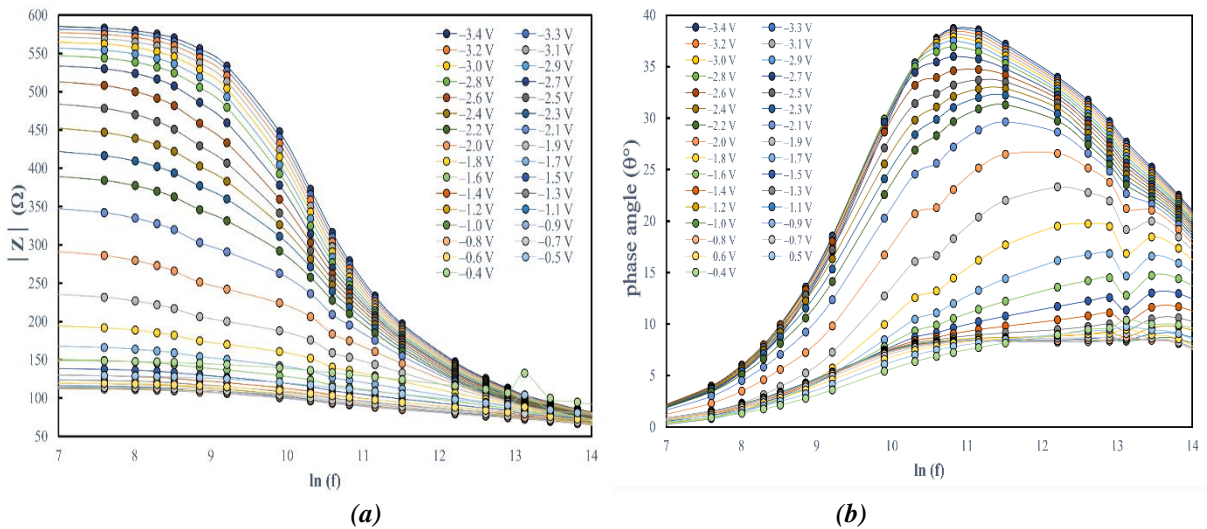 |Z| (Ω)
600
550
500
450
400
350
300
250
200
150
100
50
–3.4 V –3.3 V
–3.2 V –3.1 V
–3.0 V –2.9 V
–2.8 V –2.7 V
–2.6 V –2.5 V
–2.4 V –2.3 V
–2.2 V –2.1 V
–2.0 V –1.9 V
–1.8 V –1.7 V
–1.6 V –1.5 V
–1.4 V –1.3 V
–1.2 V –1.1 V
–1.0 V –0.9 V
–0.8 V –0.7 V
–0.6 V –0.5 V
–0.4 V
7 8 9 10 11 12 13 14
ln (f)
(a)
phase angle (θ°)
40
35
30
25
20
15
10
5
0
–3.4 V –3.3 V
–3.2 V –3.1 V
–3.0 V –2.9 V
–2.8 V –2.7 V
–2.6 V –2.5 V
–2.4 V –2.3 V
–2.2 V –2.1 V
–2.0 V –1.9 V
–1.8 V –1.7 V
–1.6 V –1.5 V
–1.4 V –1.3 V
–1.2 V –1.1 V
–1.0 V –0.9 V
–0.8 V –0.7 V
0.6 V 0.5 V
–0.4 V
7 8 9 10 11 12 13 14
ln (f)
(b)